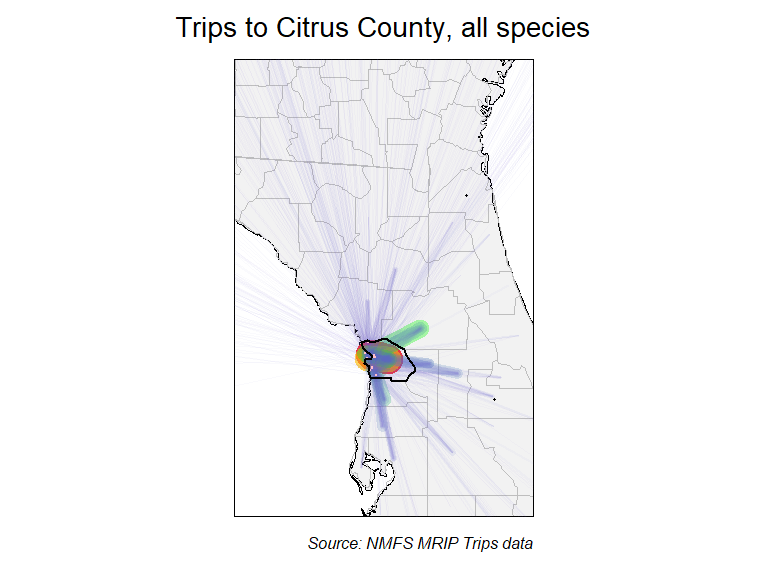 Trips to Citrus County, all species
Source: NMFS MRIP Trips data